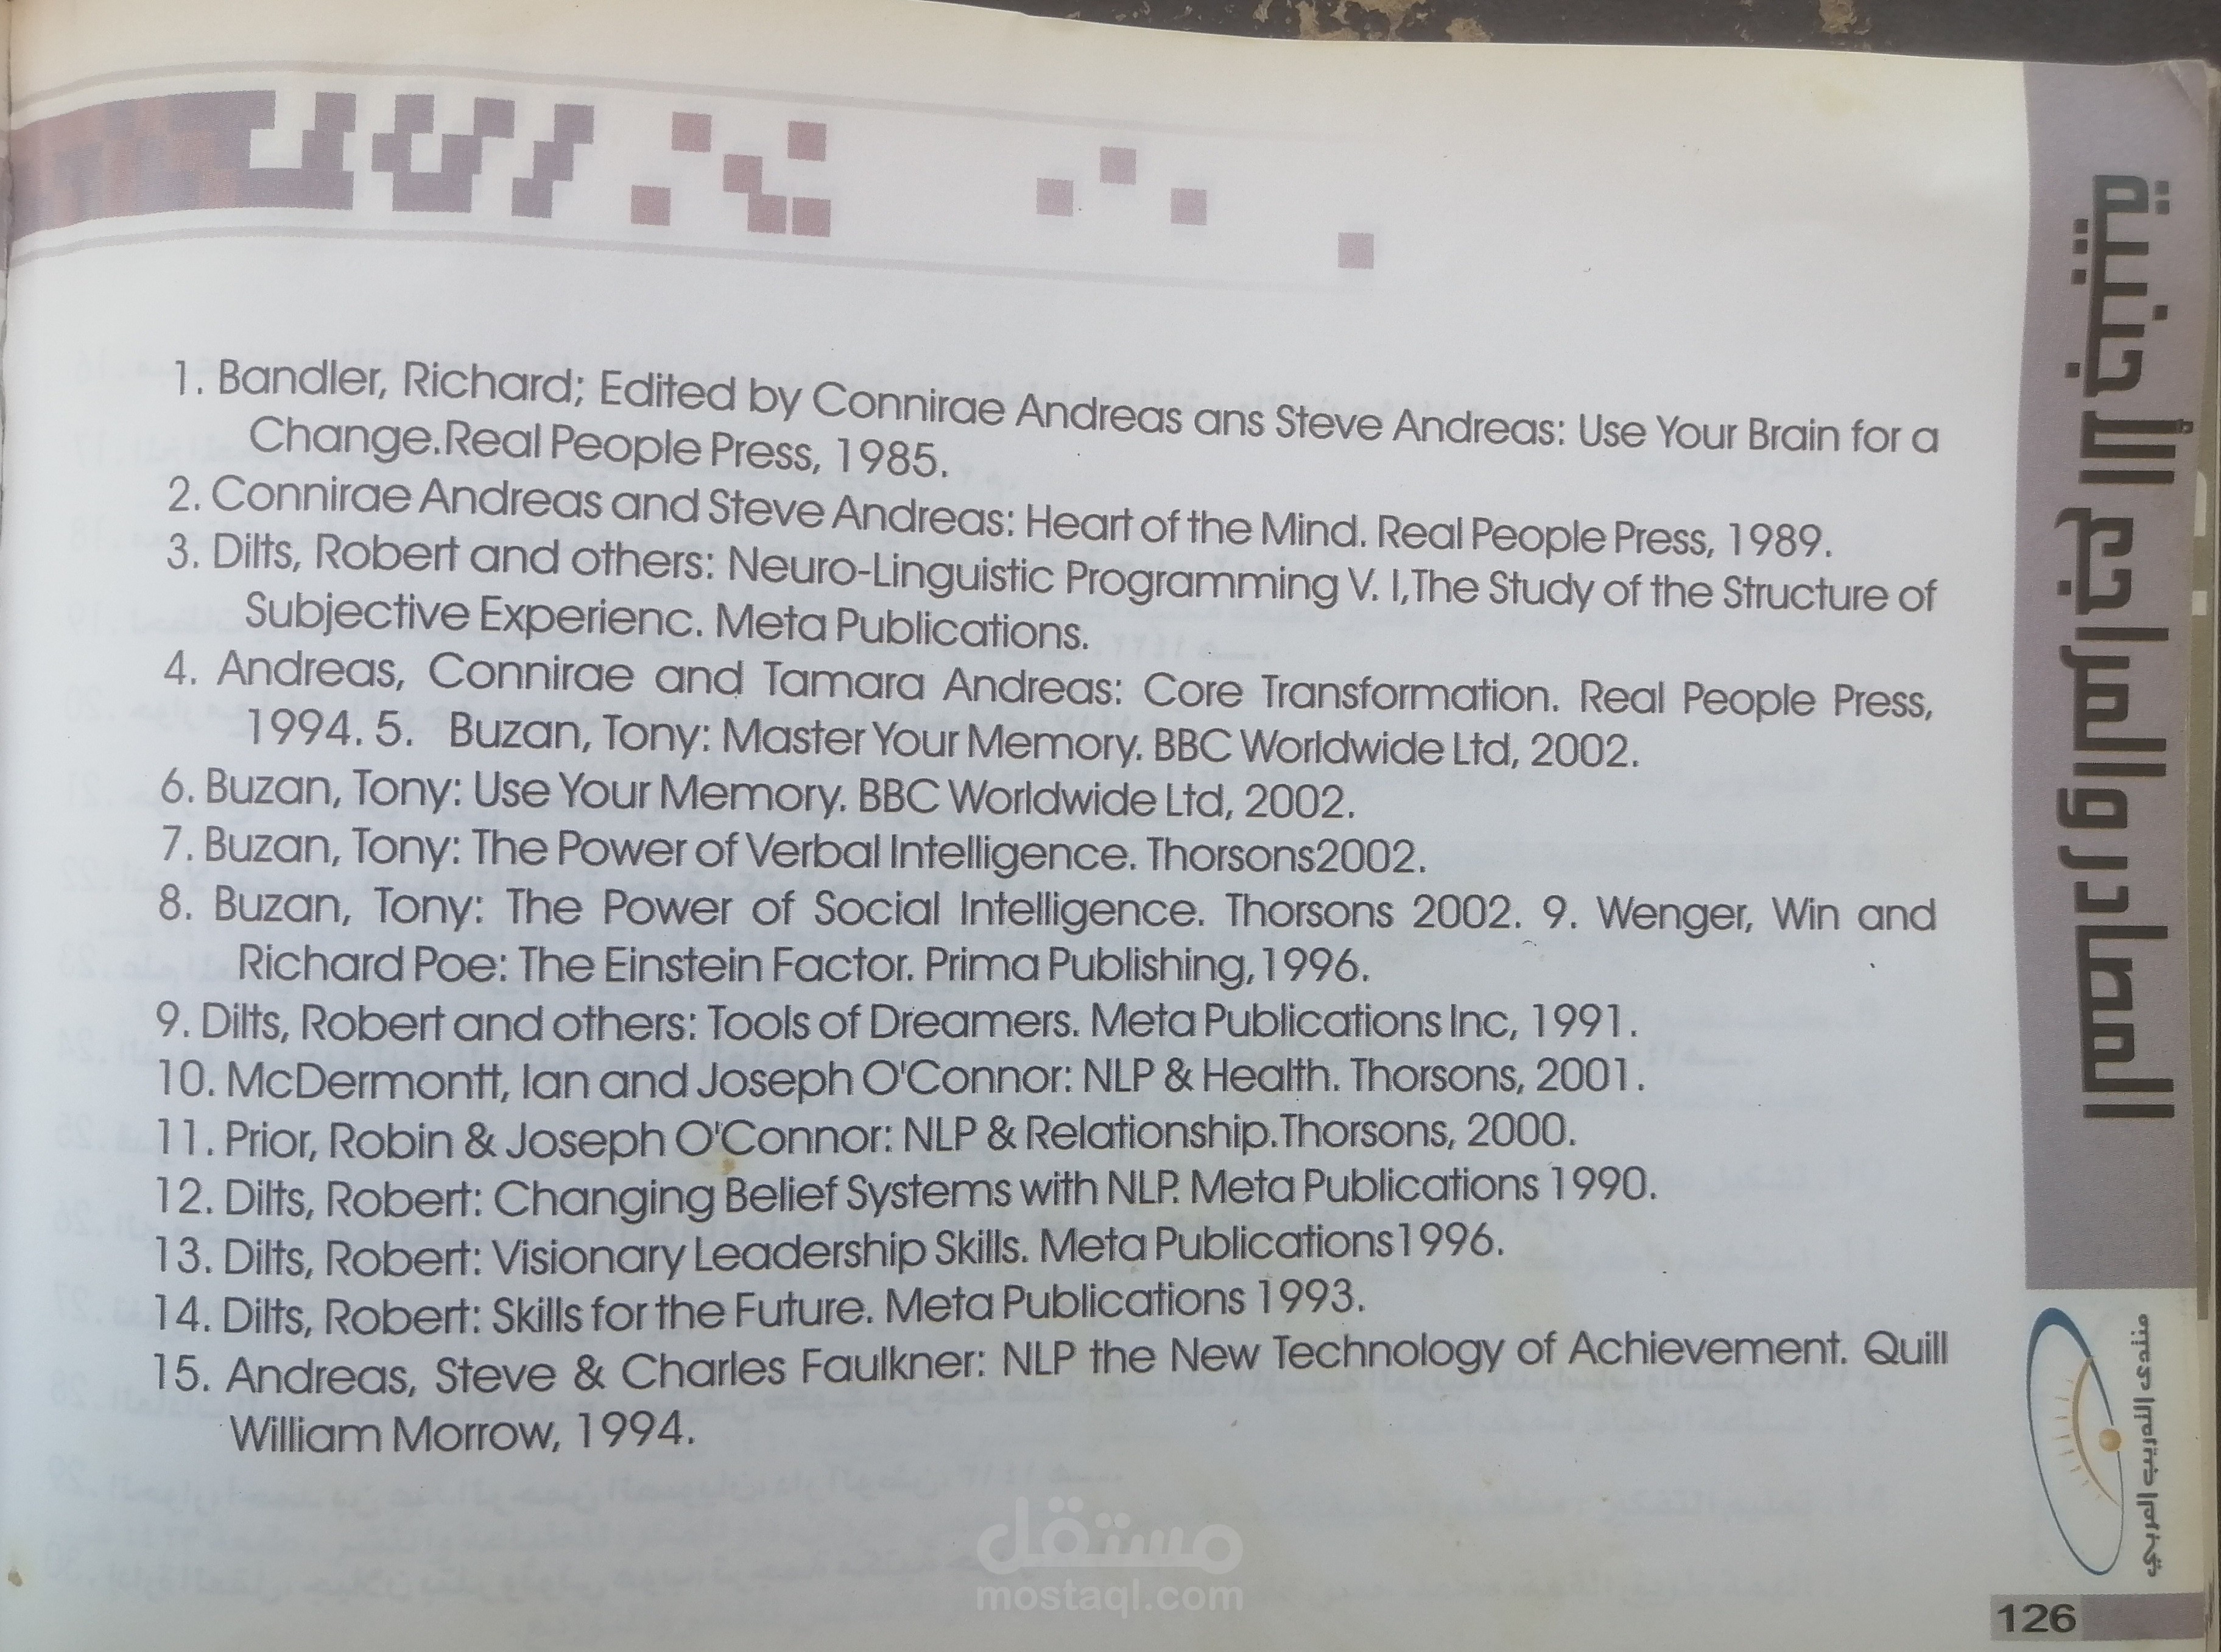 1. Bandler, Richard; Edited by Connirae Andreas ans Steve Andreas: Use Your Brain for a
Change.Real People Press, 1985.
2. Connirae Andreas and Steve Andreas: Heart of the Mind. Real People Press, 1989.
3. Dilts, Robert and others: Neuro-Linguistic Programming V. I,The Study of the Structure of
Subjective Experienc. Meta Publications.
4. Andreas, Connirae and Tamara Andreas: Core Transformation. Real People Press,
1994. 5. Buzan, Tony: Master Your Memory. BBC Worldwide Ltd, 2002.
6. Buzan, Tony: Use Your Memory. BBC Worldwide Ltd, 2002.
7. Buzan, Tony: The Power of Verbal Intelligence. Thorsons2002.
8. Buzan, Tony: The Power of Social Intelligence. Thorsons 2002. 9. Wenger, Win and
Richard Poe: The Einstein Factor. Prima Publishing,1996.
9. Dilts, Robert and others: Tools of Dreamers. Meta Publications Inc, 1991.
10. McDermontt, Ian and Joseph O'Connor: NLP & Health. Thorsons, 2001.
11. Prior, Robin & Joseph O'Connor: NLP & Relationship.Thorsons, 2000.
12. Dilts, Robert: Changing Belief Systems with NLP. Meta Publications 1990.
13. Dilts, Robert: Visionary Leadership Skills. Meta Publications1996.
14. Dilts, Robert: Skills for the Future. Meta Publications 1993.
15. Andreas, Steve & Charles Faulkner: NLP the New Technology of Achievement. Quill
William Morrow, 1994.
المصادر والمراجع الأجنبية
126
مستقل
mostaql.com